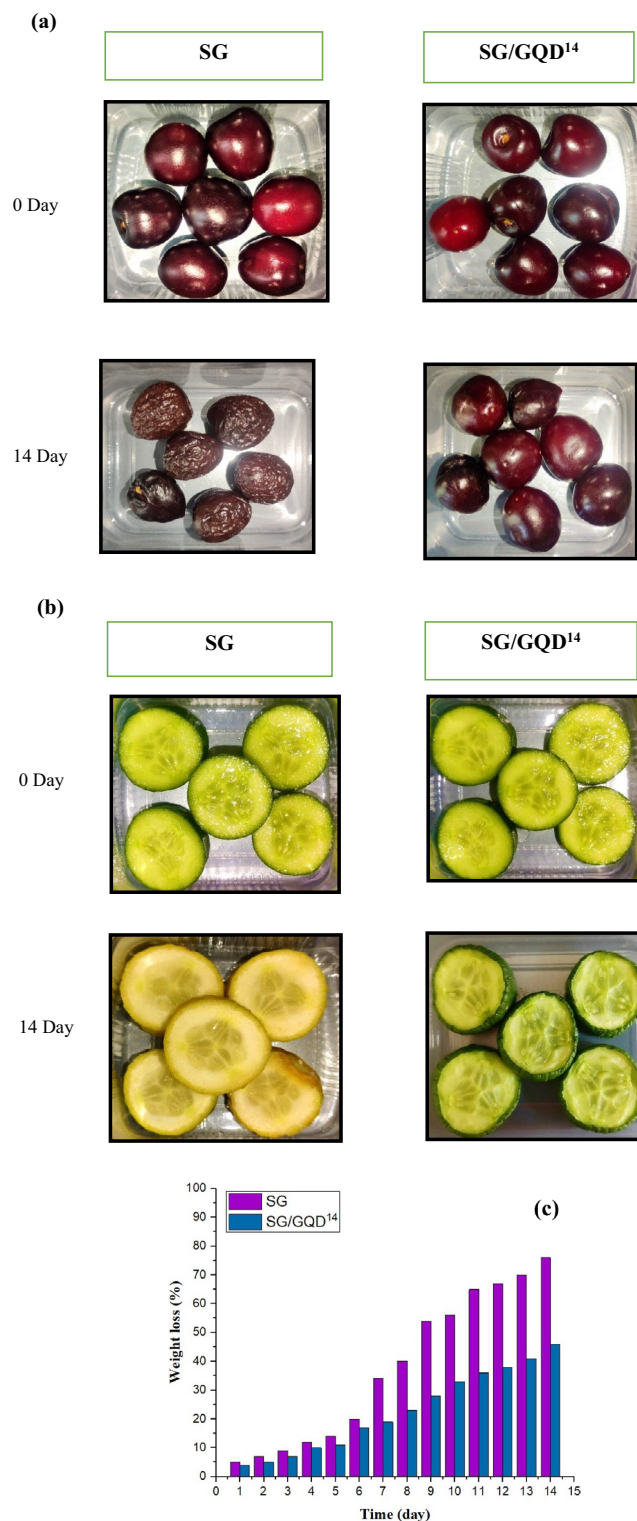 (a)
SG SG/GQD¹⁴
0 Day
14 Day
(b)
SG SG/GQD¹⁴
0 Day
14 Day
(c)
SG
SG/GQD¹⁴
Weight loss (%)
100
90
80
70
60
50
40
30
20
10
0
0 1 2 3 4 5 6 7 8 9 10 11 12 13 14 15
Time (day)